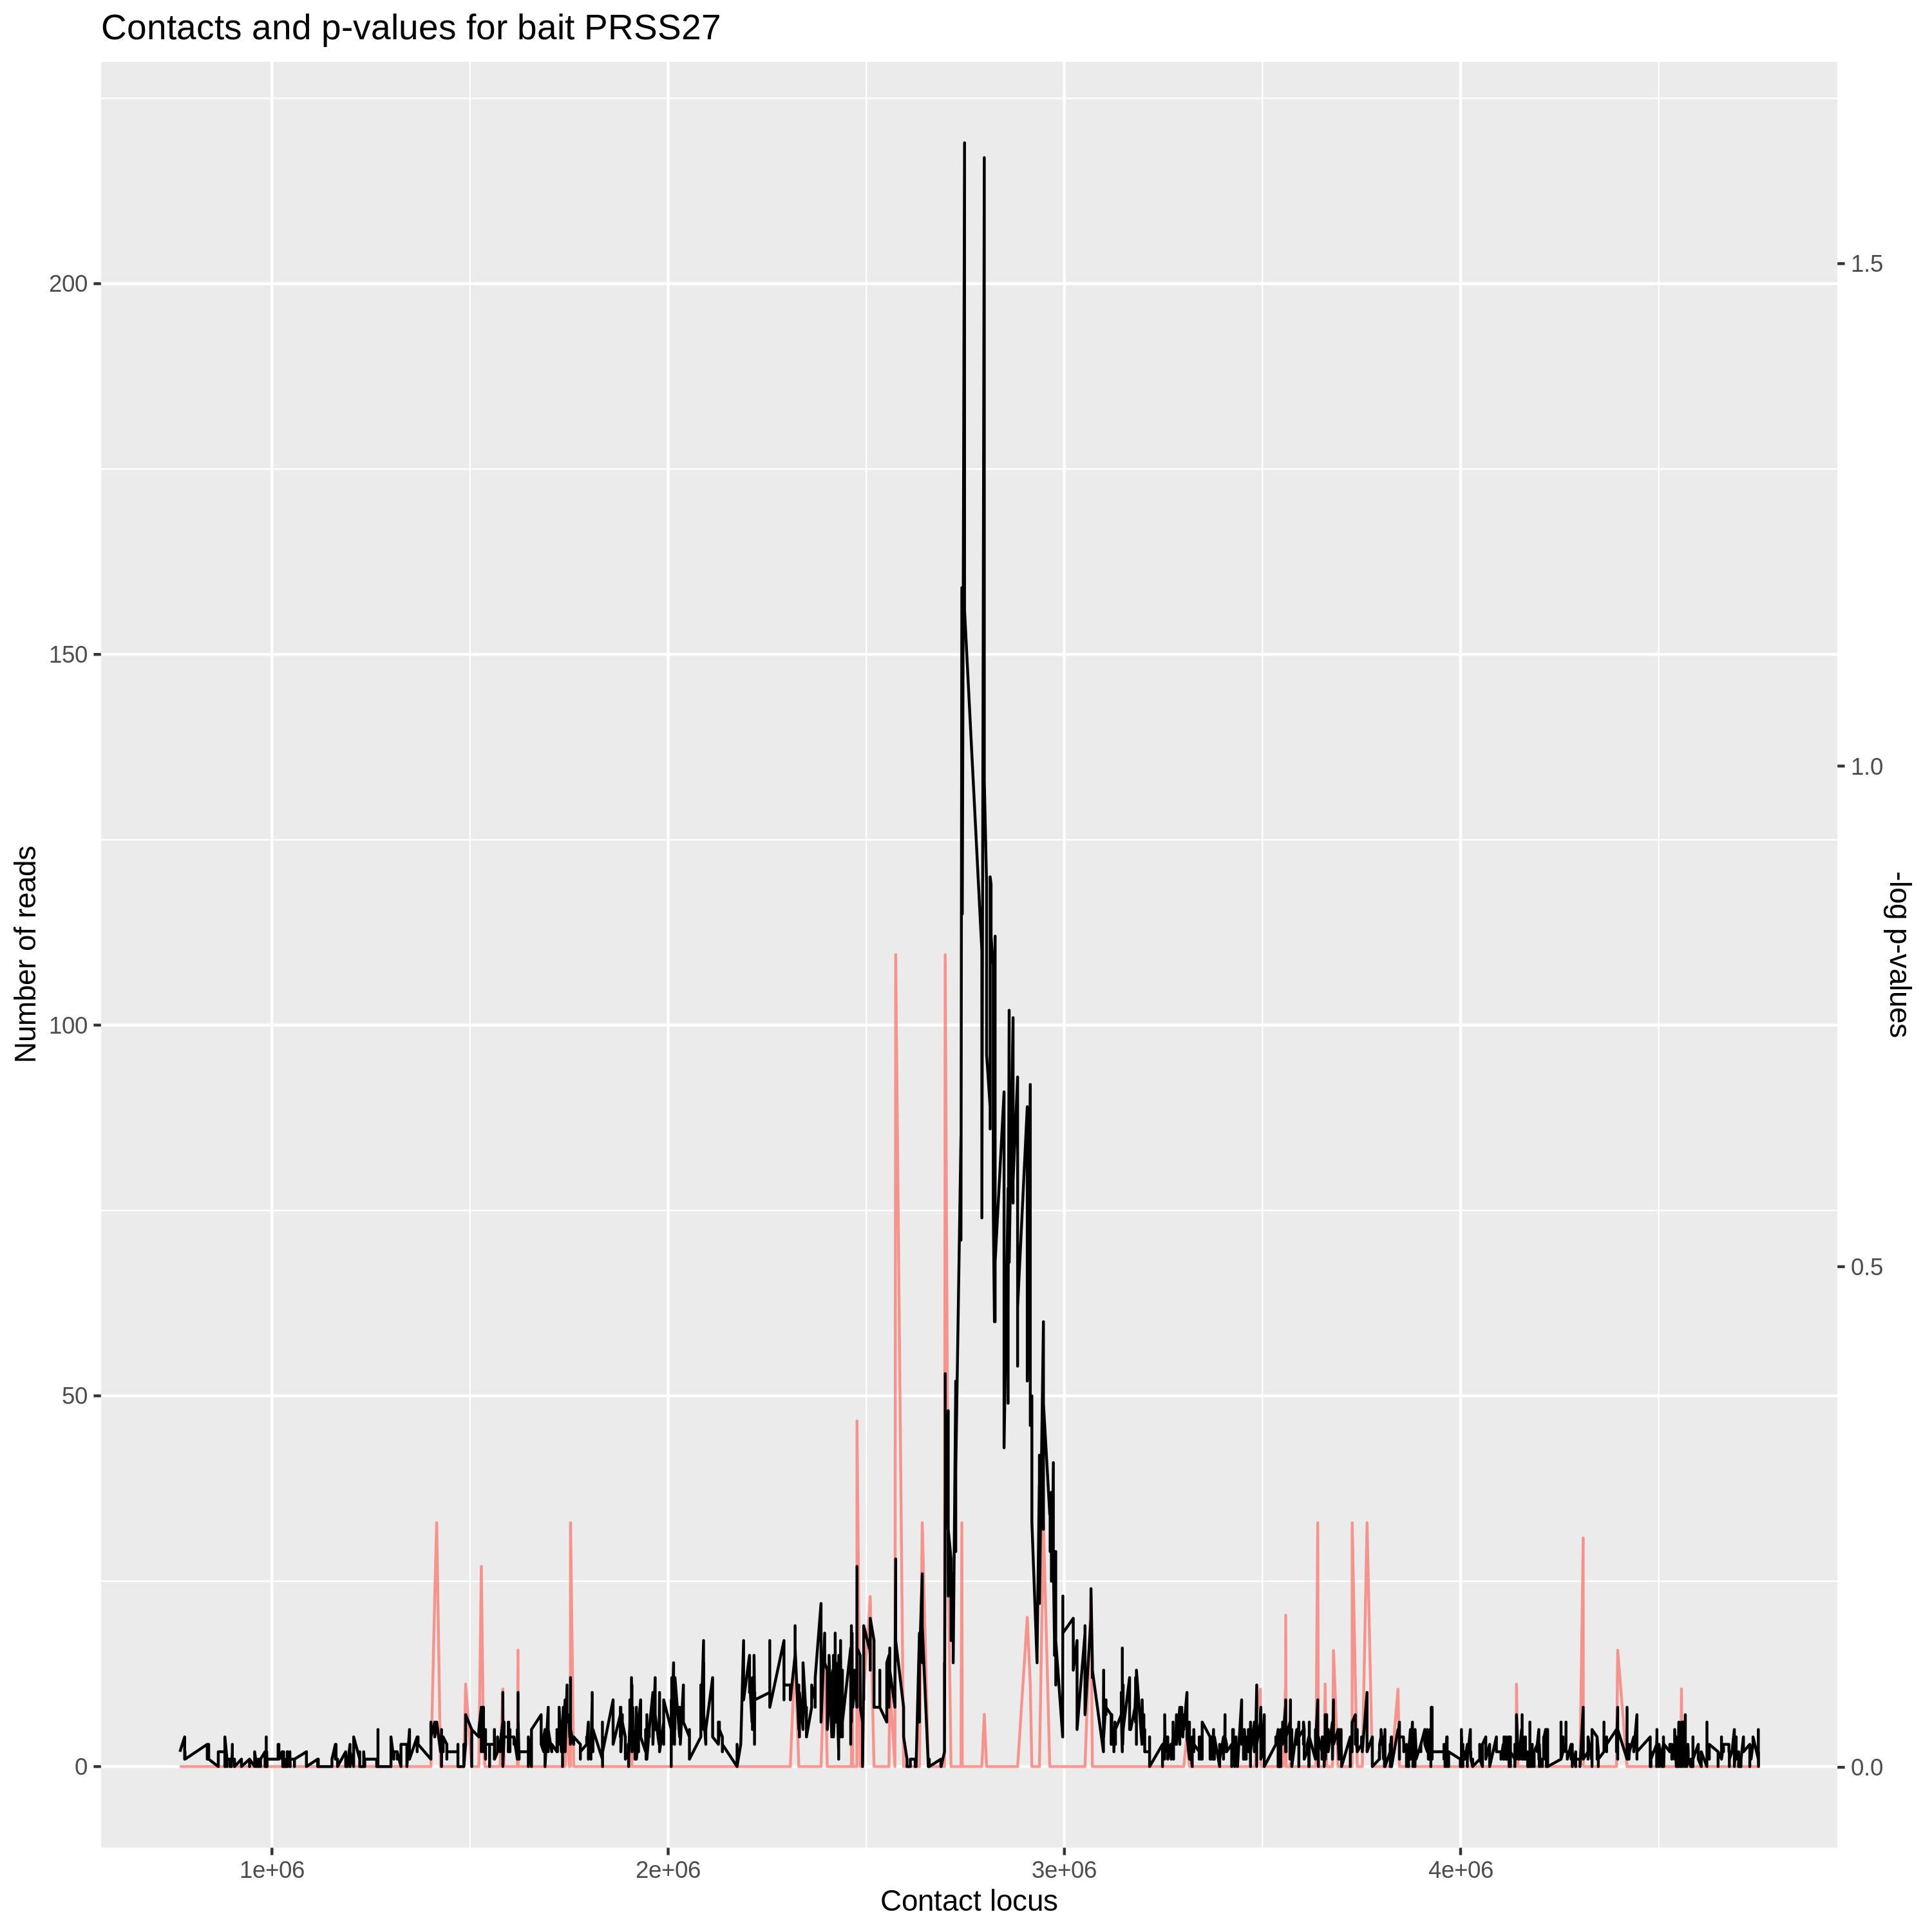 Contacts and p-values for bait PRSS27
Number of reads
200
150
100
50
0
1.5
1.0
0.5
0.0
-log p-values
1e+06
2e+06
3e+06
4e+06
Contact locus